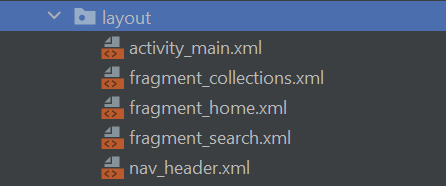 layout
activity_main.xml
fragment_collections.xml
fragment_home.xml
fragment_search.xml
nav_header.xml